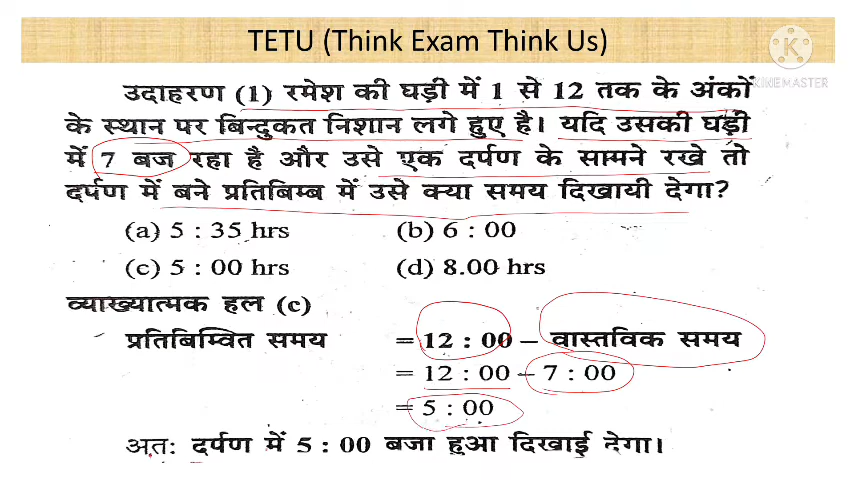 TETU (Think Exam Think Us)
K
KINEMASTER
उदाहरण (1) रमेश की घड़ी में 1 से 12 तक के अंकों
के स्थान पर बिन्दुकत निशान लगे हुए है। यदि उसकी घड़ी
में 7 बज रहा है और उसे एक दर्पण के सामने रखे तो
दर्पण में बने प्रतिबिम्ब में उसे क्या समय दिखायी देगा?
(a) 5 : 35 hrs (b) 6 : 00
(c) 5 : 00 hrs (d) 8.00 hrs
व्याख्यात्मक हल (c)
प्रतिबिम्वित समय = 12 : 00 – वास्तविक समय
= 12 : 00 – 7 : 00
= 5 : 00
अतः दर्पण में 5 : 00 बजा हुआ दिखाई देगा।